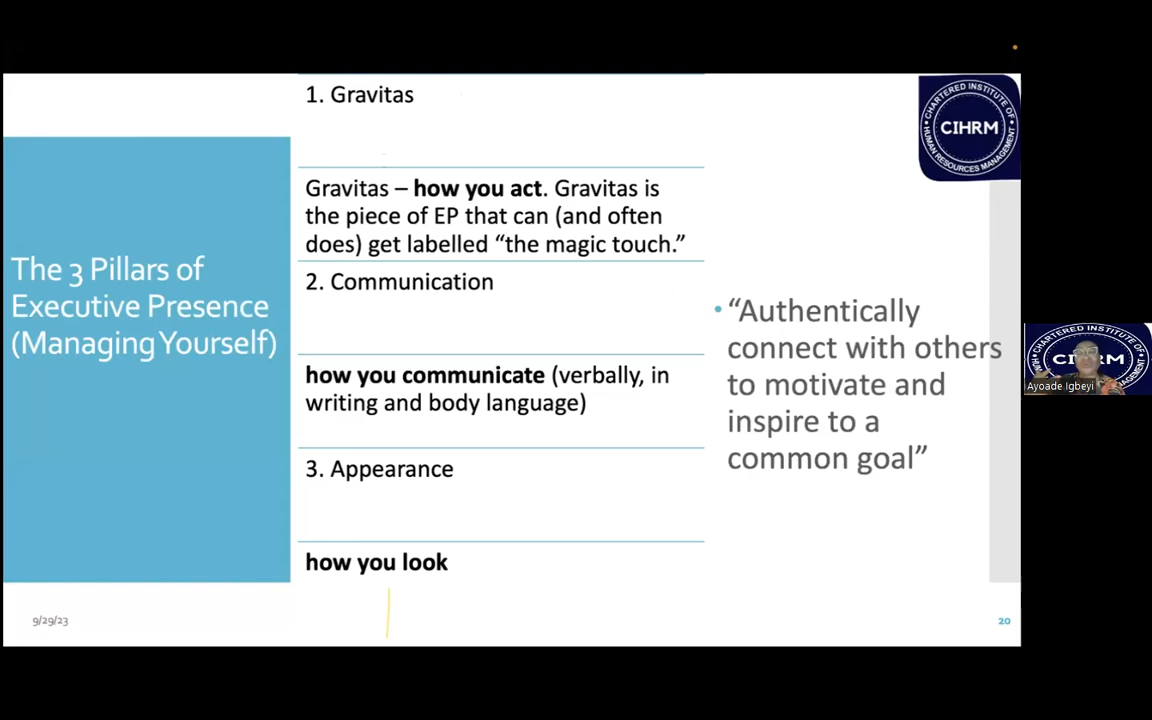 The 3 Pillars of
Executive Presence
(Managing Yourself)
1. Gravitas
Gravitas – how you act. Gravitas is
the piece of EP that can (and often
does) get labelled “the magic touch.”
2. Communication
how you communicate (verbally, in
writing and body language)
3. Appearance
how you look
• “Authentically
connect with others
to motivate and
inspire to a
common goal”
CHARTERED INSTITUTE OF
CIHRM
HUMAN RESOURCES MANAGEMENT
CHARTERED INSTITUTE OF
Ayoade Igbeyi
9/29/23
20